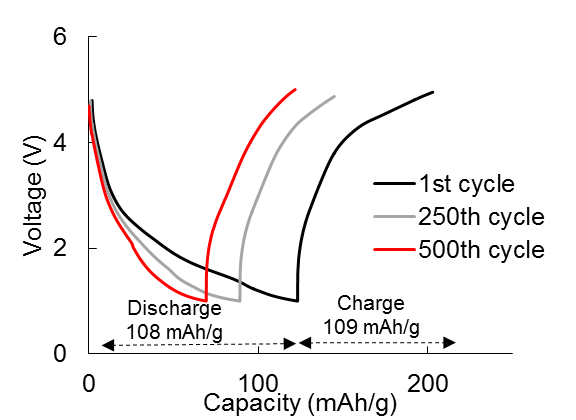 6
4
2
0
Voltage (V)
1st cycle
250th cycle
500th cycle
Discharge
108 mAh/g
Charge
109 mAh/g
0
100
200
Capacity (mAh/g)